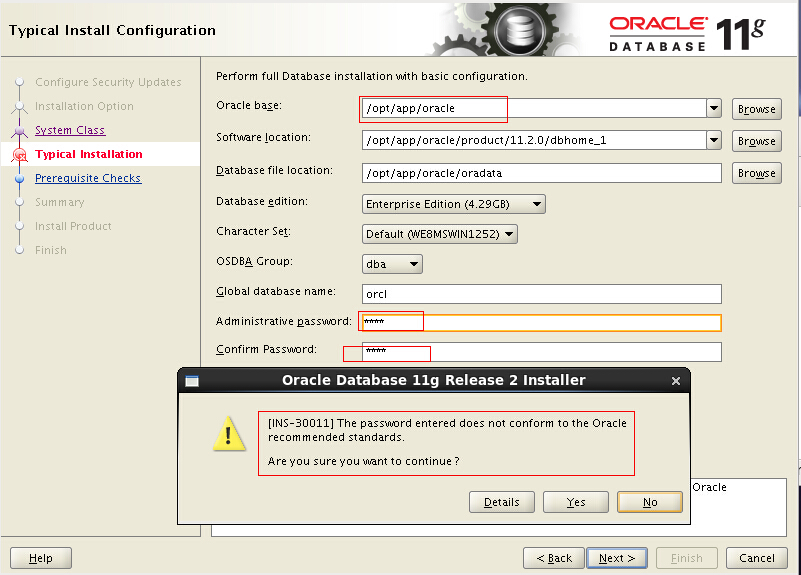 Typical Install Configuration
ORACLE
DATABASE 11g
Configure Security Updates
Installation Option
System Class
Typical Installation
Prerequisite Checks
Summary
Install Product
Finish
Perform full Database installation with basic configuration.
Oracle base: /opt/app/oracle Browse
Software location: /opt/app/oracle/product/11.2.0/dbhome_1 Browse
Database file location: /opt/app/oracle/oradata Browse
Database edition: Enterprise Edition (4.29GB)
Character Set: Default (WE8MSWIN1252)
OSDBA Group: dba
Global database name: orcl
Administrative password: ****
Confirm Password: ****
Oracle Database 11g Release 2 Installer
[INS-30011] The password entered does not conform to the Oracle
recommended standards.
Are you sure you want to continue ?
Details Yes No
Oracle
Help < Back Next > Finish Cancel